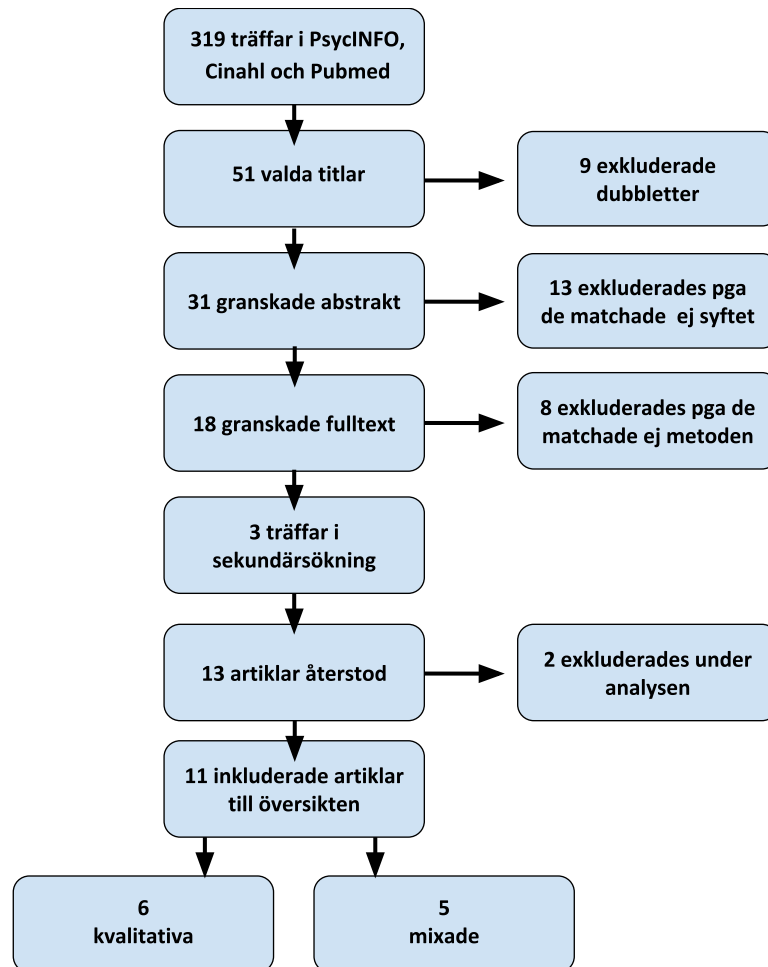 319 träffar i PsycINFO,
Cinahl och Pubmed
51 valda titlar
9 exkluderade
dubbletter
31 granskade abstrakt
13 exkluderades pga
de matchade ej syftet
18 granskade fulltext
8 exkluderades pga de
matchade ej metoden
3 träffar i
sekundärsökning
13 artiklar återstod
2 exkluderades under
analysen
11 inkluderade artiklar
till översikten
6
kvalitativa
5
mixade